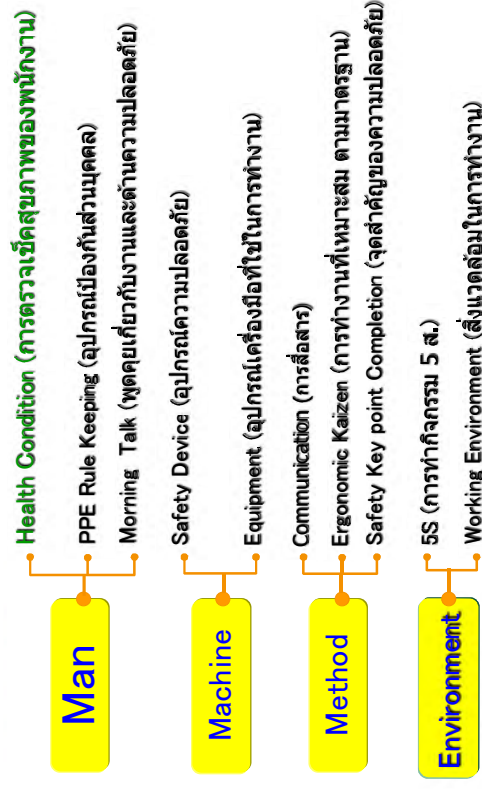 Man
Health Condition (การตรวจเช็คสุขภาพของพนักงาน)
PPE Rule Keeping (อุปกรณ์ป้องกันส่วนบุคคล)
Morning Talk (พูดคุยเกี่ยวกับงานและด้านความปลอดภัย)
Machine
Safety Device (อุปกรณ์ความปลอดภัย)
Equipment (อุปกรณ์เครื่องมือที่ใช้ในการทำงาน)
Method
Communication (การสื่อสาร)
Ergonomic Kaizen (การทำงานที่เหมาะสม ตามมาตรฐาน)
Safety Key point Completion (จุดสำคัญของความปลอดภัย)
Environment
5S (การทำกิจกรรม 5 ส.)
Working Environment (สิ่งแวดล้อมในการทำงาน)